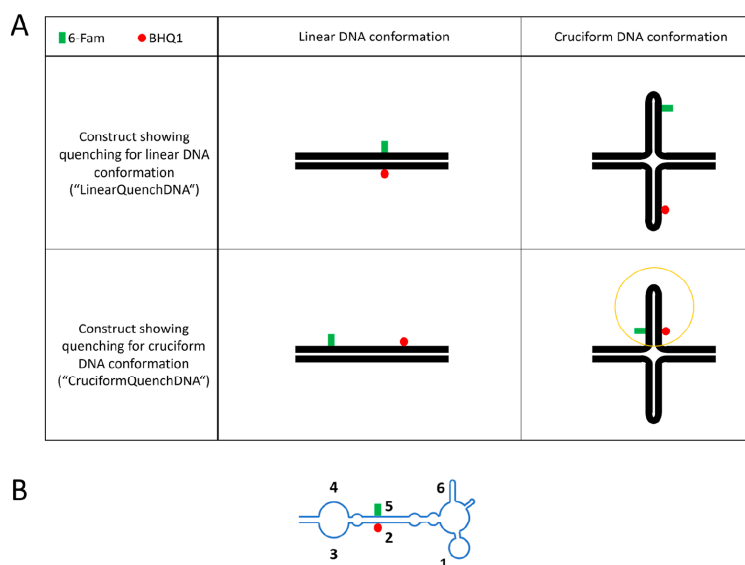 A
6-Fam
BHQ1
Linear DNA conformation
Cruciform DNA conformation
Construct showing
quenching for linear DNA
conformation
(“LinearQuenchDNA“)
Construct showing
quenching for cruciform
DNA conformation
(“CruciformQuenchDNA“)
B
4
5
6
3
2
1